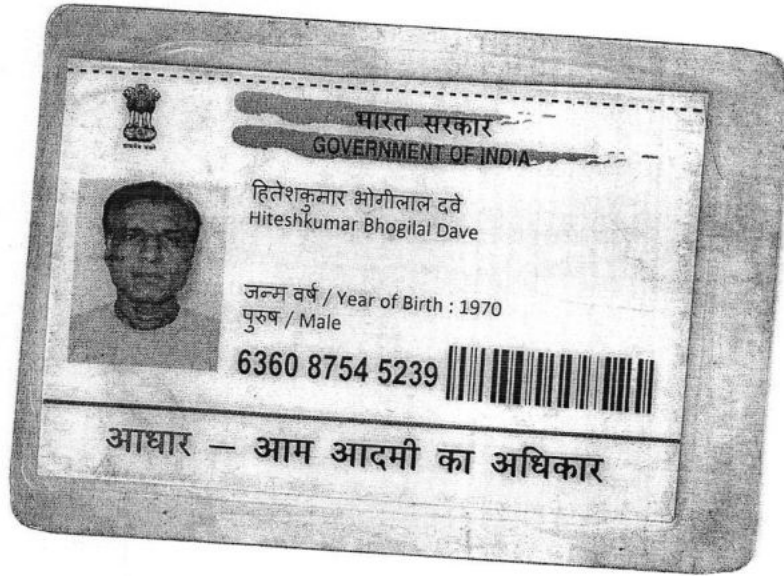 भारत सरकार
GOVERNMENT OF INDIA
हितेशकुमार भोगीलाल दवे
Hiteshkumar Bhogilal Dave
जन्म वर्ष / Year of Birth : 1970
पुरुष / Male
6360 8754 5239
आधार – आम आदमी का अधिकार